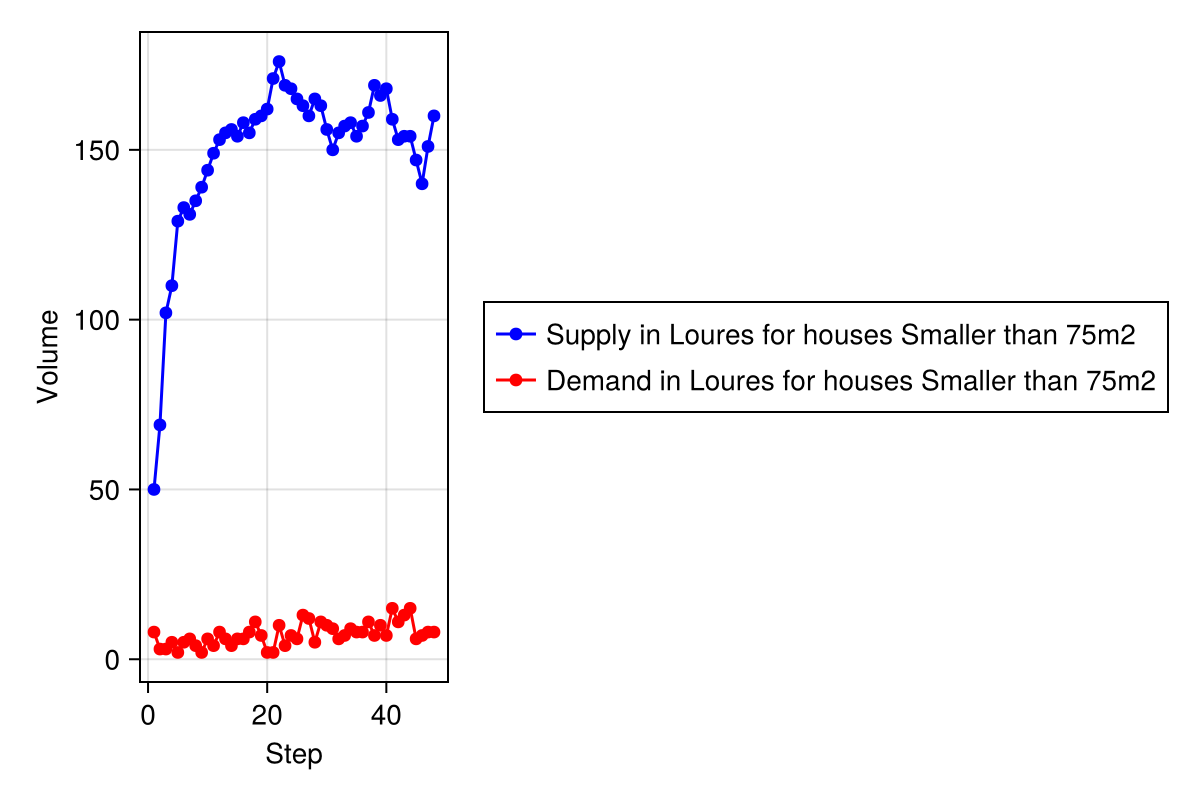 150
100
50
0
Volume
0 20 40
Step
Supply in Loures for houses Smaller than 75m2
Demand in Loures for houses Smaller than 75m2